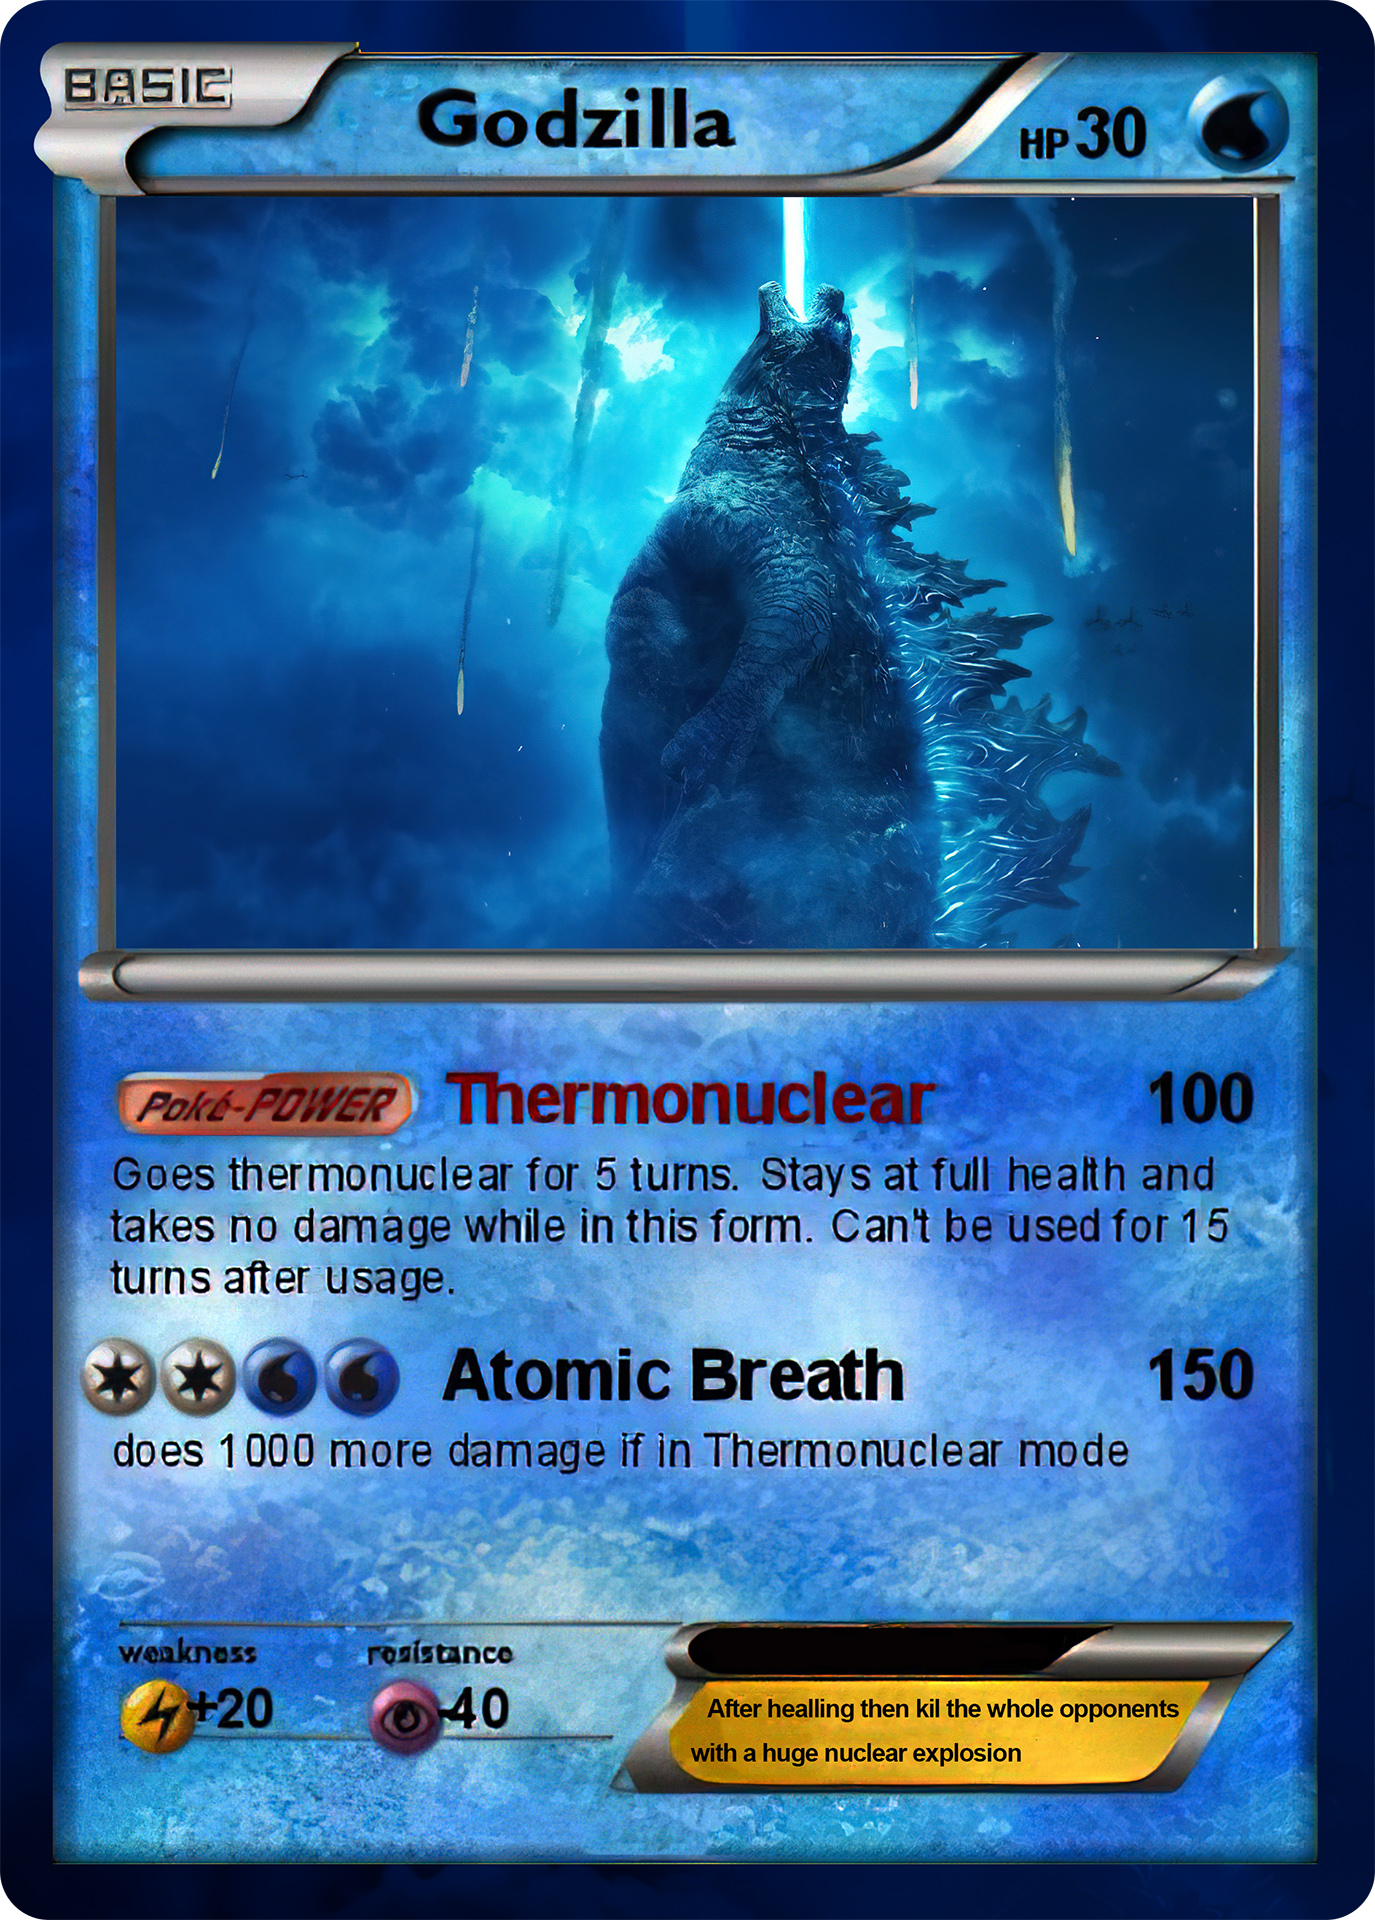 BASIC
Godzilla
HP 30
Poké-POWER Thermonuclear 100
Goes thermonuclear for 5 turns. Stays at full health and
takes no damage while in this form. Can't be used for 15
turns after usage.
Atomic Breath 150
does 1000 more damage if in Thermonuclear mode
weakness resistance
+20 -40
After healling then kil the whole opponents
with a huge nuclear explosion